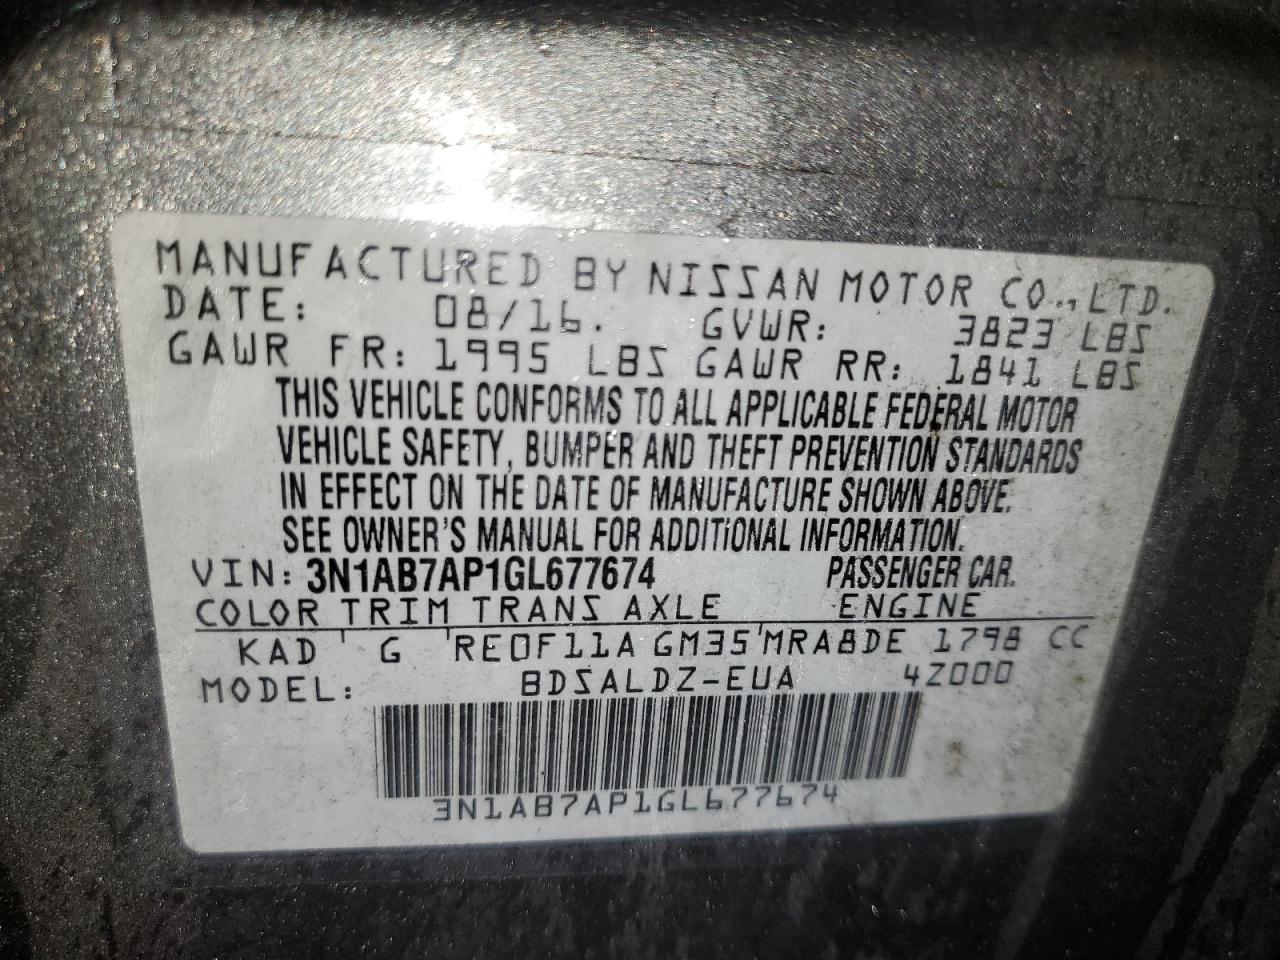 MANUFACTURED BY NISSAN MOTOR CO., LTD.
DATE: 08/16. GVWR: 3823 LBS
GAWR FR: 1995 LBS GAWR RR: 1841 LBS
THIS VEHICLE CONFORMS TO ALL APPLICABLE FEDERAL MOTOR
VEHICLE SAFETY, BUMPER AND THEFT PREVENTION STANDARDS
IN EFFECT ON THE DATE OF MANUFACTURE SHOWN ABOVE.
SEE OWNER'S MANUAL FOR ADDITIONAL INFORMATION.
VIN: 3N1AB7AP1GL677674 PASSENGER CAR.
COLOR TRIM TRANS AXLE ENGINE
KAD G RE0F11A GM35 MRA8DE 1798 CC
MODEL: BDSALDZ-EUA 4Z000
3N1AB7AP1GL677674